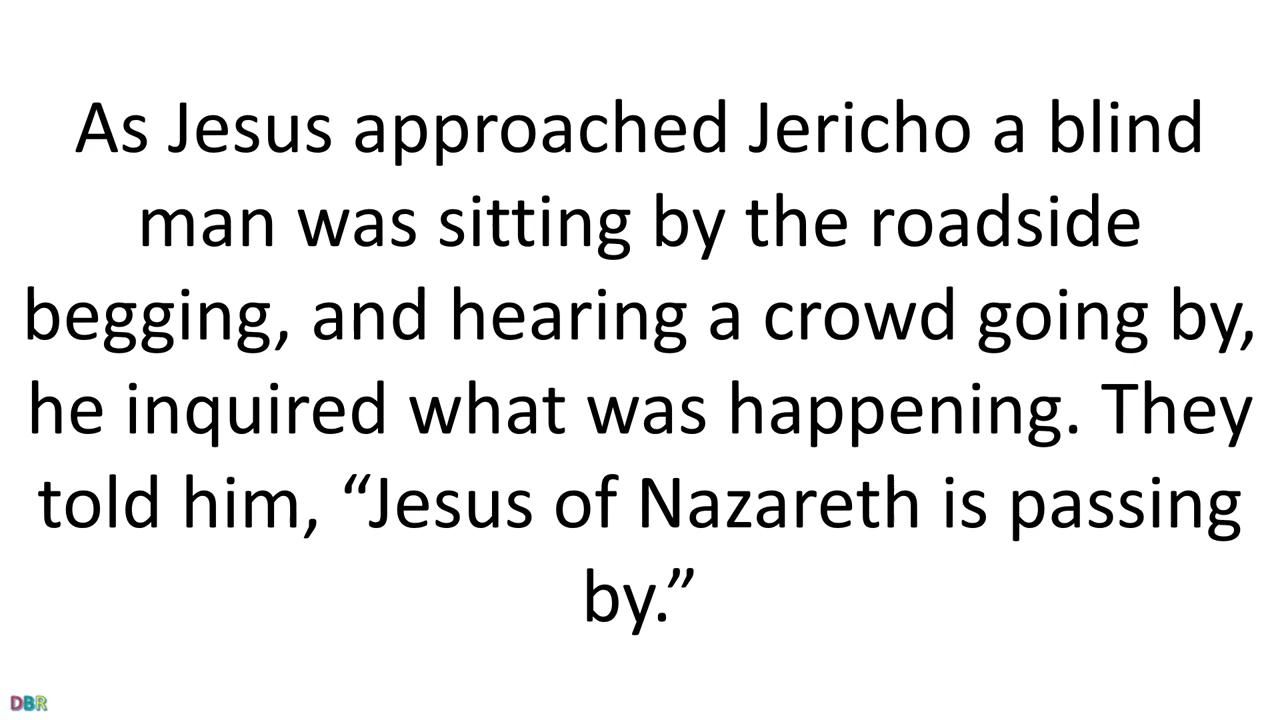 As Jesus approached Jericho a blind
man was sitting by the roadside
begging, and hearing a crowd going by,
he inquired what was happening. They
told him, “Jesus of Nazareth is passing
by.”
DBR